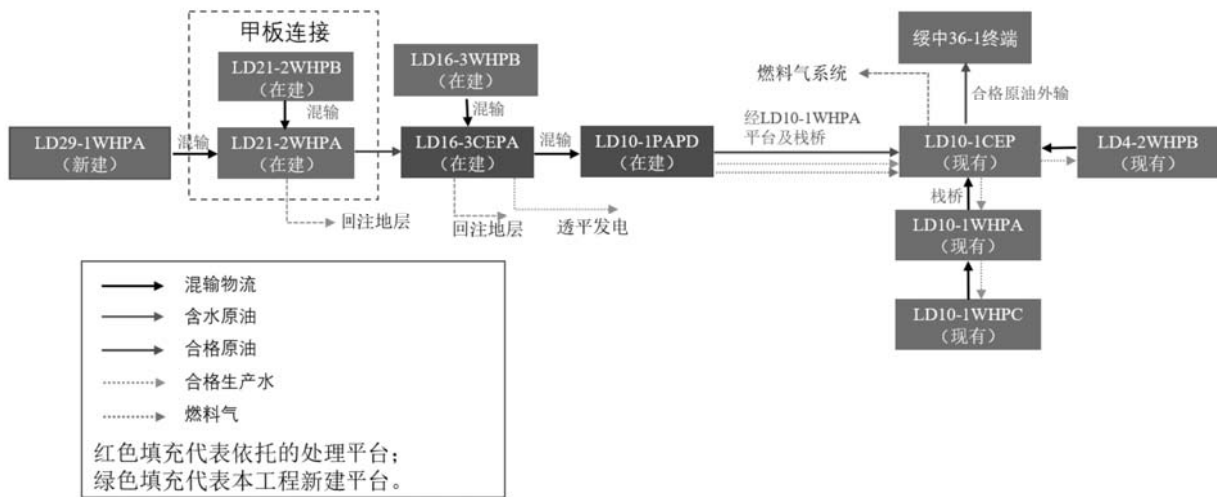 甲板连接
LD21-2WHPB
（在建）
混输
LD29-1WHPA
（新建）
混输
LD21-2WHPA
（在建）
回注地层
LD16-3WHPB
（在建）
混输
LD16-3CEPA
（在建）
混输
回注地层
透平发电
LD10-1PAPD
（在建）
经LD10-1WHPA
平台及栈桥
燃料气系统
绥中36-1终端
合格原油外输
LD10-1CEP
（现有）
LD4-2WHPB
（现有）
栈桥
LD10-1WHPA
（现有）
LD10-1WHPC
（现有）
混输物流
含水原油
合格原油
合格生产水
燃料气
红色填充代表依托的处理平台；
绿色填充代表本工程新建平台。